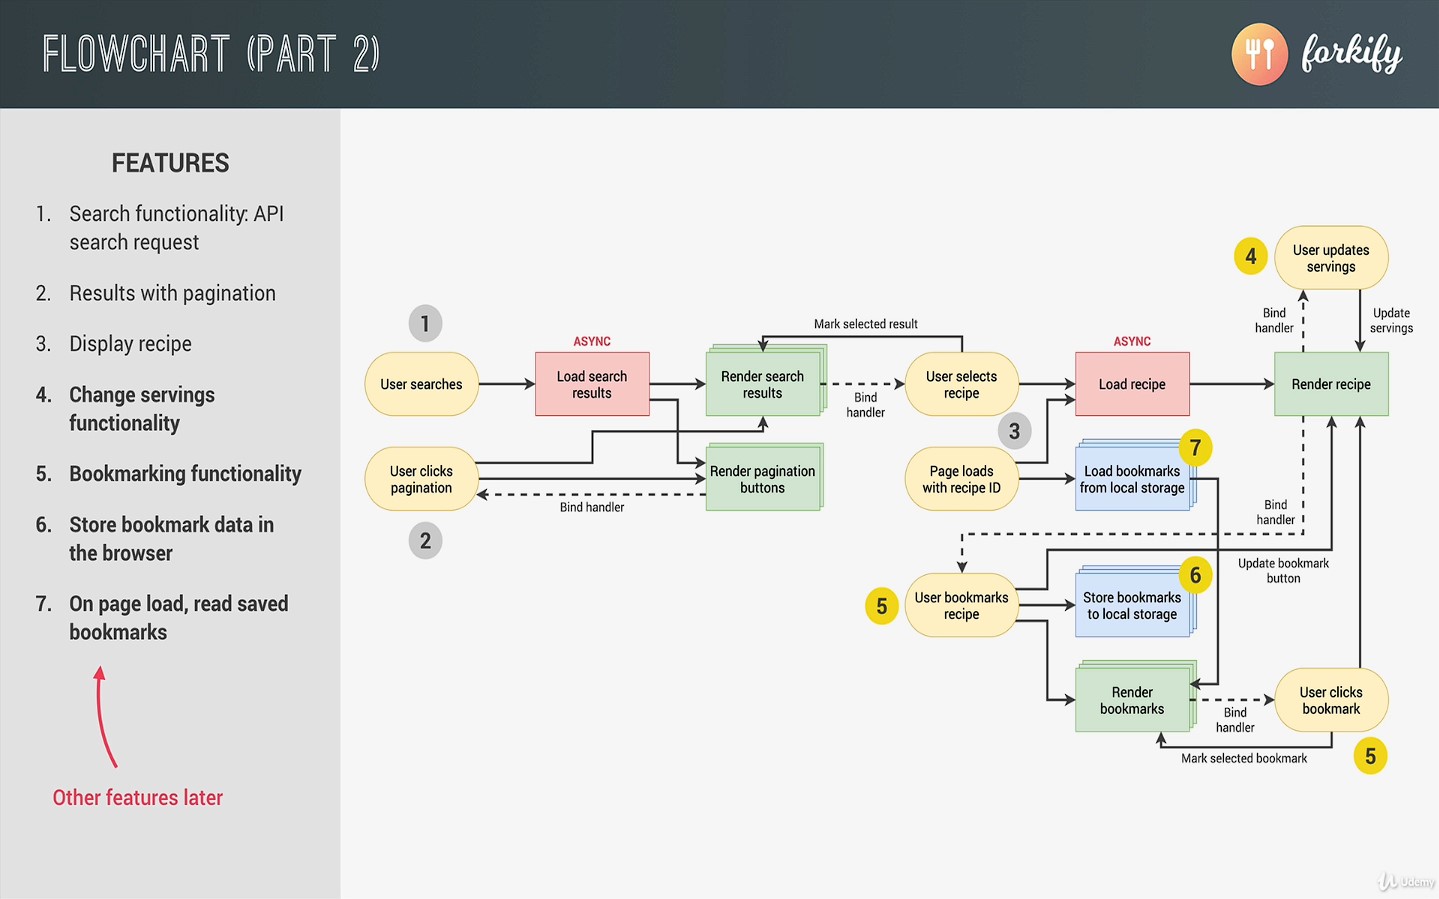 FLOWCHART (PART 2)
forkify
FEATURES
1. Search functionality: API
search request
2. Results with pagination
3. Display recipe
4. Change servings
functionality
5. Bookmarking functionality
6. Store bookmark data in
the browser
7. On page load, read saved
bookmarks
Other features later
1
User searches
ASYNC
Load search
results
Render search
results
Mark selected result
Bind
handler
User selects
recipe
3
ASYNC
Load recipe
Render recipe
4
User updates
servings
Bind
handler
Update
servings
User clicks
pagination
2
Bind handler
Render pagination
buttons
Page loads
with recipe ID
Load bookmarks
from local storage
7
Bind
handler
Update bookmark
button
5
User bookmarks
recipe
Store bookmarks
to local storage
6
Render
bookmarks
Bind
handler
User clicks
bookmark
5
Mark selected bookmark
Udemy